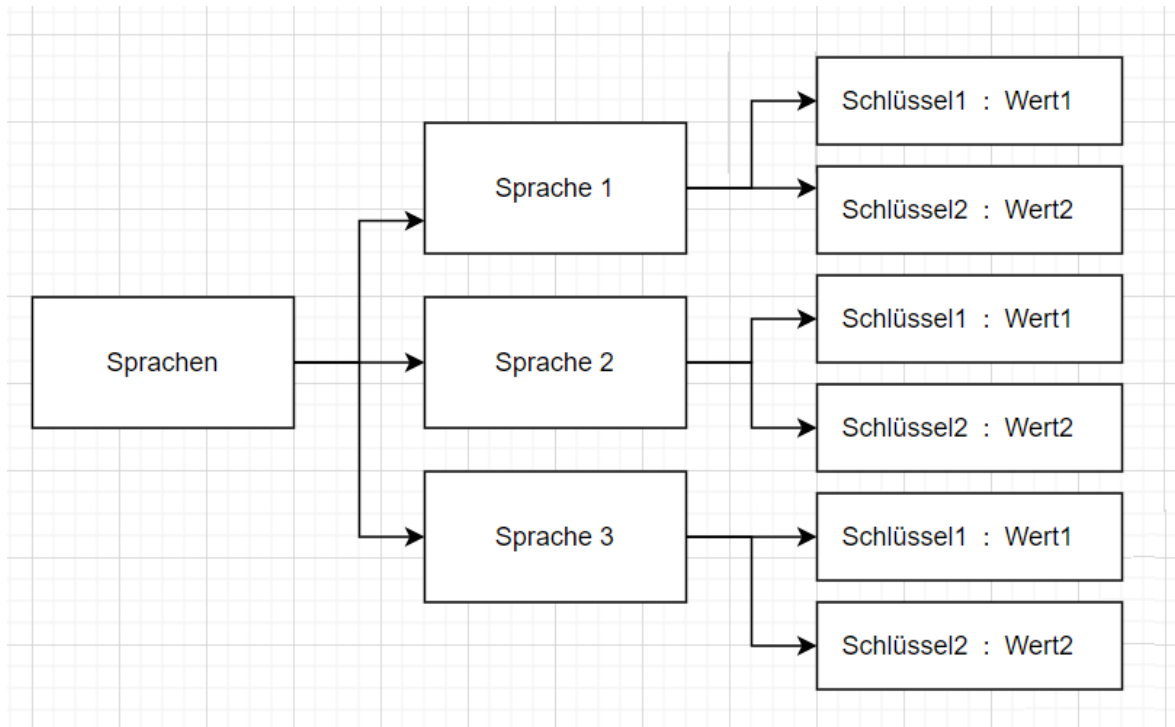 Sprachen
Sprache 1
Schlüssel1 : Wert1
Schlüssel2 : Wert2
Sprache 2
Schlüssel1 : Wert1
Schlüssel2 : Wert2
Sprache 3
Schlüssel1 : Wert1
Schlüssel2 : Wert2